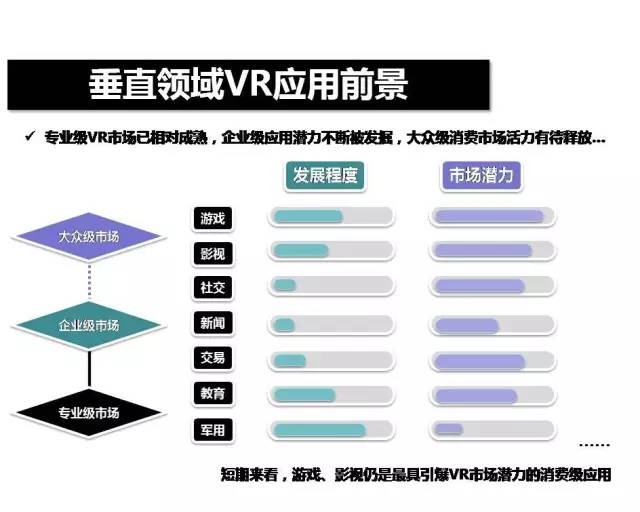 垂直领域VR应用前景
✓ 专业级VR市场已相对成熟，企业级应用潜力不断被发掘，大众级消费市场活力有待释放...
发展程度 市场潜力
游戏
大众级市场
影视
社交
新闻
企业级市场
交易
教育
专业级市场
军用
......
短期来看，游戏、影视仍是最具引爆VR市场潜力的消费级应用